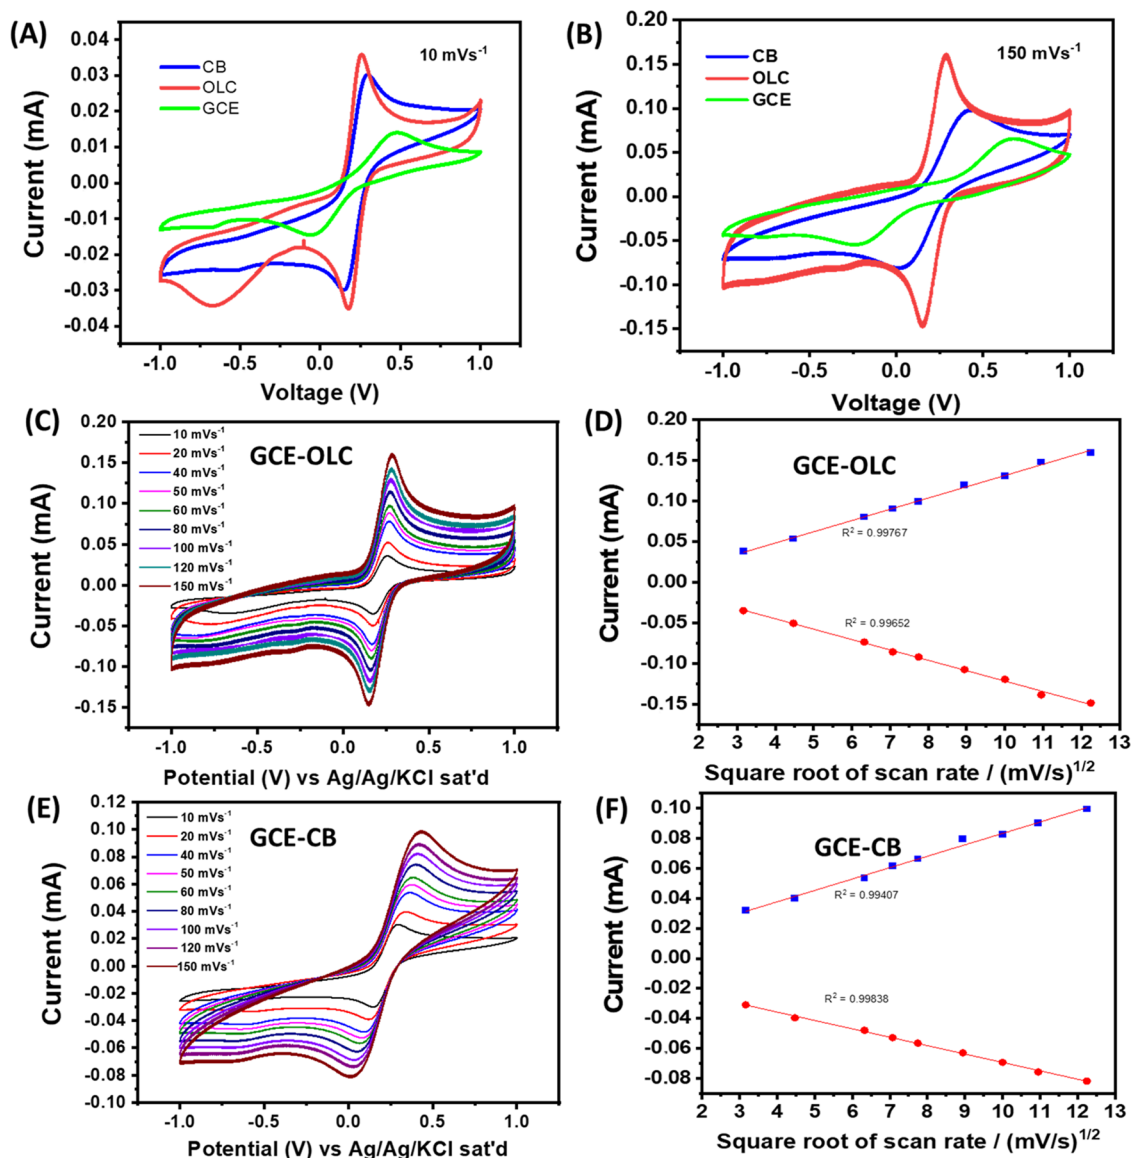 (A)
10 mVs-1
CB
OLC
GCE
Current (mA)
0.04
0.03
0.02
0.01
0.00
-0.01
-0.02
-0.03
-0.04
-1.0 -0.5 0.0 0.5 1.0
Voltage (V)
(B)
150 mVs-1
CB
OLC
GCE
Current (mA)
0.20
0.15
0.10
0.05
0.00
-0.05
-0.10
-0.15
-1.0 -0.5 0.0 0.5 1.0
Voltage (V)
(C)
GCE-OLC
10 mVs-1
20 mVs-1
40 mVs-1
50 mVs-1
60 mVs-1
80 mVs-1
100 mVs-1
120 mVs-1
150 mVs-1
Current (mA)
0.20
0.15
0.10
0.05
0.00
-0.05
-0.10
-0.15
-1.0 -0.5 0.0 0.5 1.0
Potential (V) vs Ag/Ag/KCl sat'd
(D)
GCE-OLC
R2 = 0.99767
R2 = 0.99652
Current (mA)
0.20
0.15
0.10
0.05
0.00
-0.05
-0.10
-0.15
2 3 4 5 6 7 8 9 10 11 12 13
Square root of scan rate / (mV/s)1/2
(E)
GCE-CB
10 mVs-1
20 mVs-1
40 mVs-1
50 mVs-1
60 mVs-1
80 mVs-1
100 mVs-1
120 mVs-1
150 mVs-1
Current (mA)
0.12
0.10
0.08
0.06
0.04
0.02
0.00
-0.02
-0.04
-0.06
-0.08
-0.10
-1.0 -0.5 0.0 0.5 1.0
Potential (V) vs Ag/Ag/KCl sat'd
(F)
GCE-CB
R2 = 0.99407
R2 = 0.99838
Current (mA)
0.10
0.08
0.06
0.04
0.02
0.00
-0.02
-0.04
-0.06
-0.08
2 3 4 5 6 7 8 9 10 11 12 13
Square root of scan rate / (mV/s)1/2